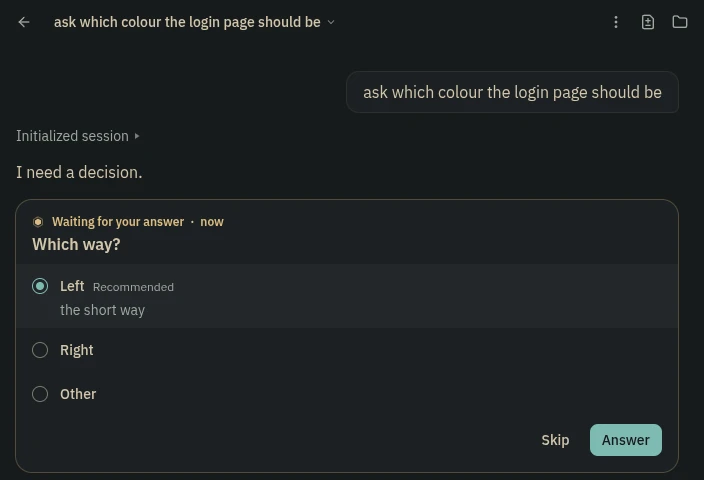 ask which colour the login page should be
ask which colour the login page should be
Initialized session
I need a decision.
Waiting for your answer · now
Which way?
Left Recommended
the short way
Right
Other
Skip Answer